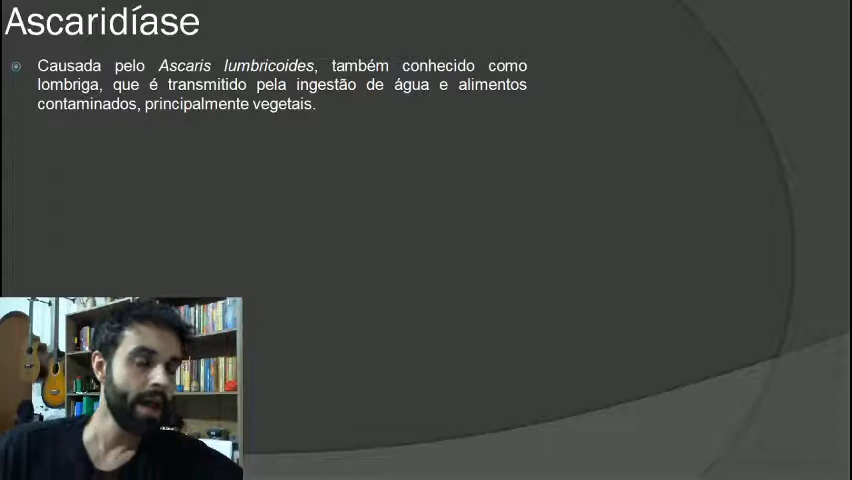 Ascaridíase
Causada pelo Ascaris lumbricoides, também conhecido como
lombriga, que é transmitido pela ingestão de água e alimentos
contaminados, principalmente vegetais.